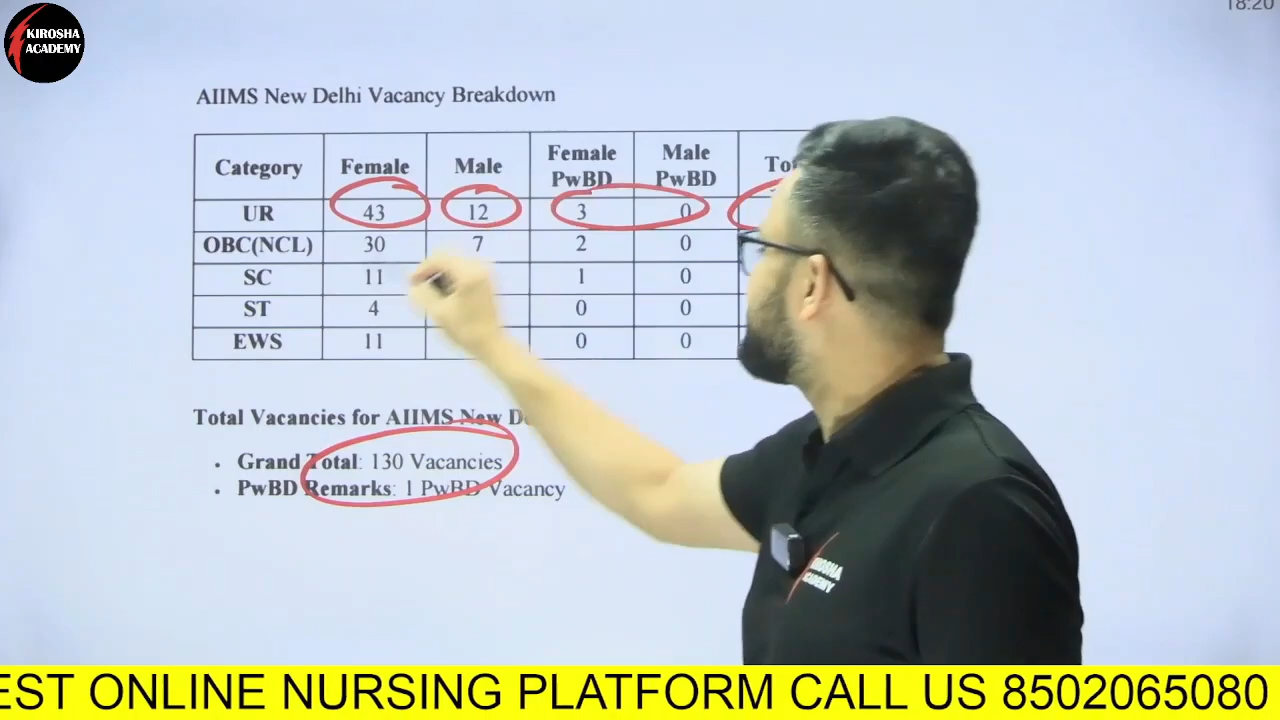 18:20
KIROSHA
ACADEMY
AIIMS New Delhi Vacancy Breakdown
Category Female Male Female PwBD Male PwBD
UR 43 12 3 0
OBC(NCL) 30 7 2 0
SC 11 1 0
ST 4 0 0
EWS 11 0 0
Total Vacancies for AIIMS New
Grand Total: 130 Vacancies
PwBD Remarks: 1 PwBD Vacancy
KIROSHA
ACADEMY
EST ONLINE NURSING PLATFORM CALL US 8502065080